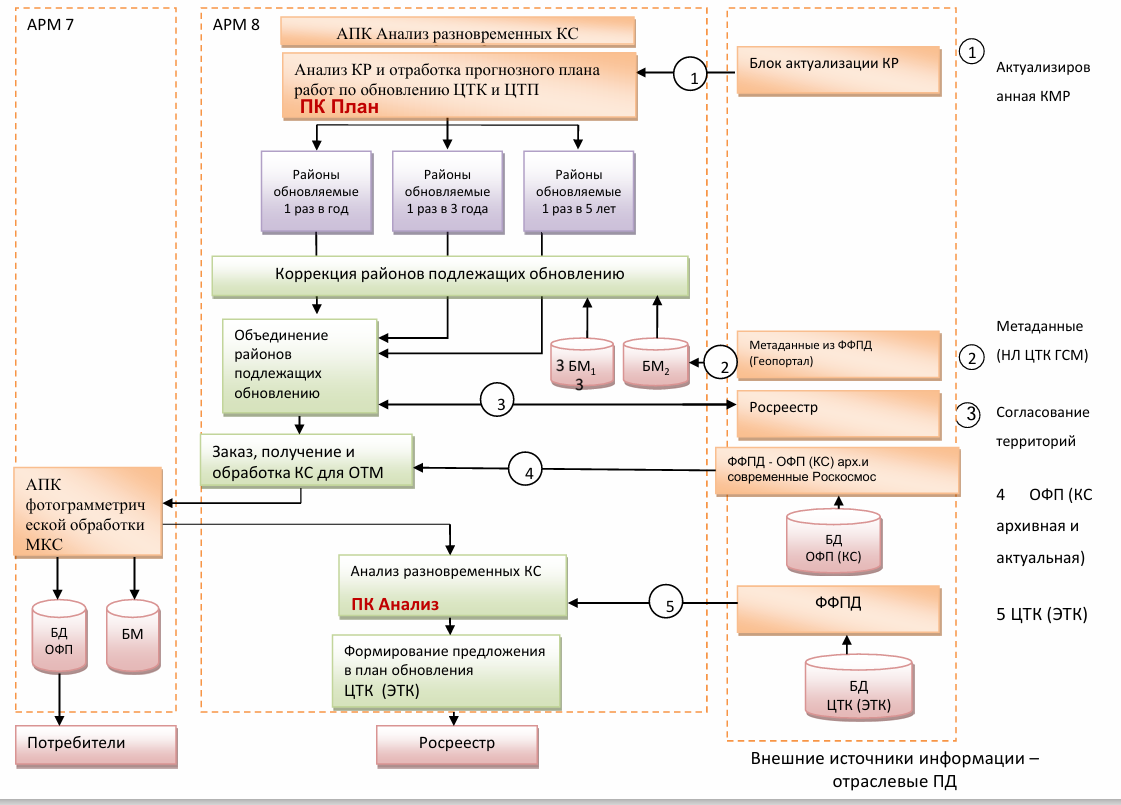 АРМ 7
АРМ 8
АПК Анализ разновременных КС
Анализ КР и отработка прогнозного плана
работ по обновлению ЦТК и ЦТП
ПК План
1
Блок актуализации КР
1
Актуализиров
анная КМР
Районы
обновляемые
1 раз в год
Районы
обновляемые
1 раз в 3 года
Районы
обновляемые
1 раз в 5 лет
Коррекция районов подлежащих обновлению
Объединение
районов
подлежащих
обновлению
3 БМ1
3
БМ2
2
Метаданные из ФФПД
(Геопортал)
2
Метаданные
(НЛ ЦТК ГСМ)
3
Росреестр
3
Согласование
территорий
Заказ, получение и
обработка КС для ОТМ
4
ФФПД - ОФП (КС) арх.и
современные Роскосмос
4 ОФП (КС
архивная и
актуальная)
БД
ОФП (КС)
АПК
фотограмметрич
еской обработки
МКС
БД
ОФП
БМ
Потребители
Анализ разновременных КС
ПК Анализ
5
ФФПД
5 ЦТК (ЭТК)
БД
ЦТК (ЭТК)
Формирование предложения
в план обновления
ЦТК (ЭТК)
Росреестр
Внешние источники информации –
отраслевые ПД